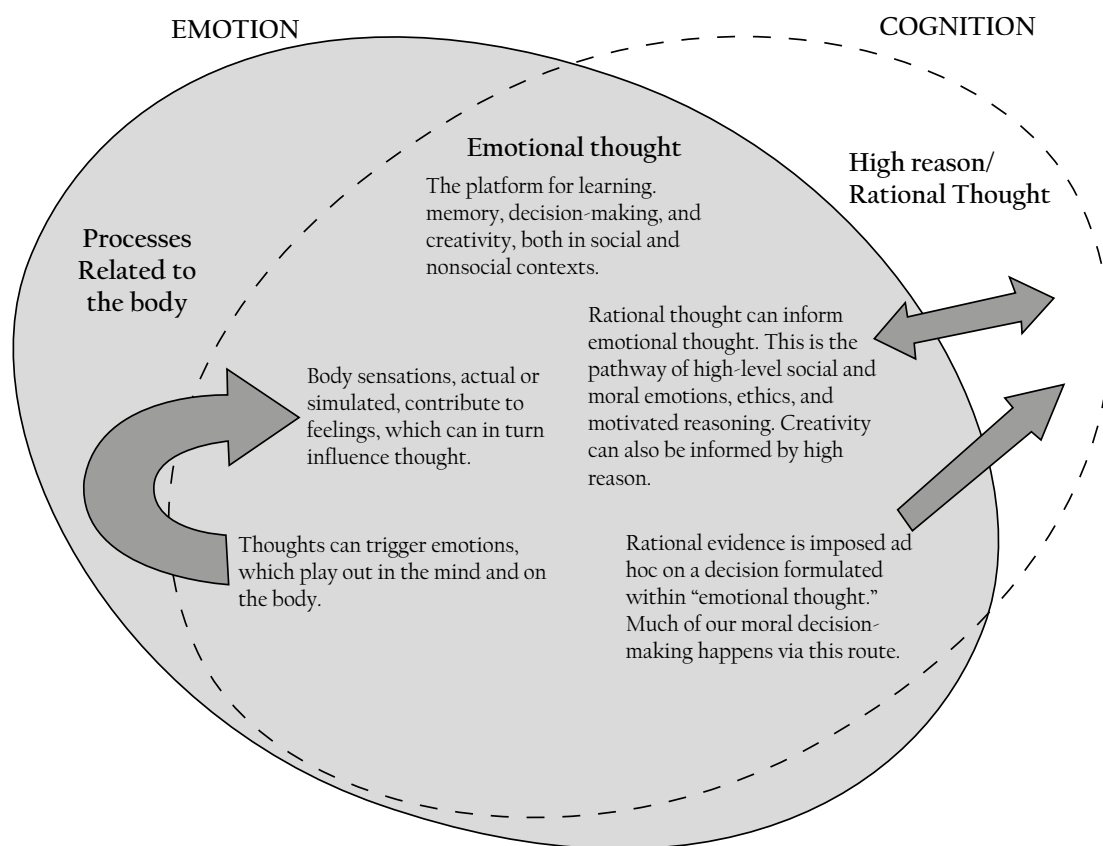 EMOTION
COGNITION
Emotional thought
The platform for learning.
memory, decision-making, and
creativity, both in social and
nonsocial contexts.
High reason/
Rational Thought
Processes
Related to
the body
Rational thought can inform
emotional thought. This is the
pathway of high-level social and
moral emotions, ethics, and
motivated reasoning. Creativity
can also be informed by high
reason.
Body sensations, actual or
simulated, contribute to
feelings, which can in turn
influence thought.
Thoughts can trigger emotions,
which play out in the mind and on
the body.
Rational evidence is imposed ad
hoc on a decision formulated
within “emotional thought.”
Much of our moral decision-
making happens via this route.